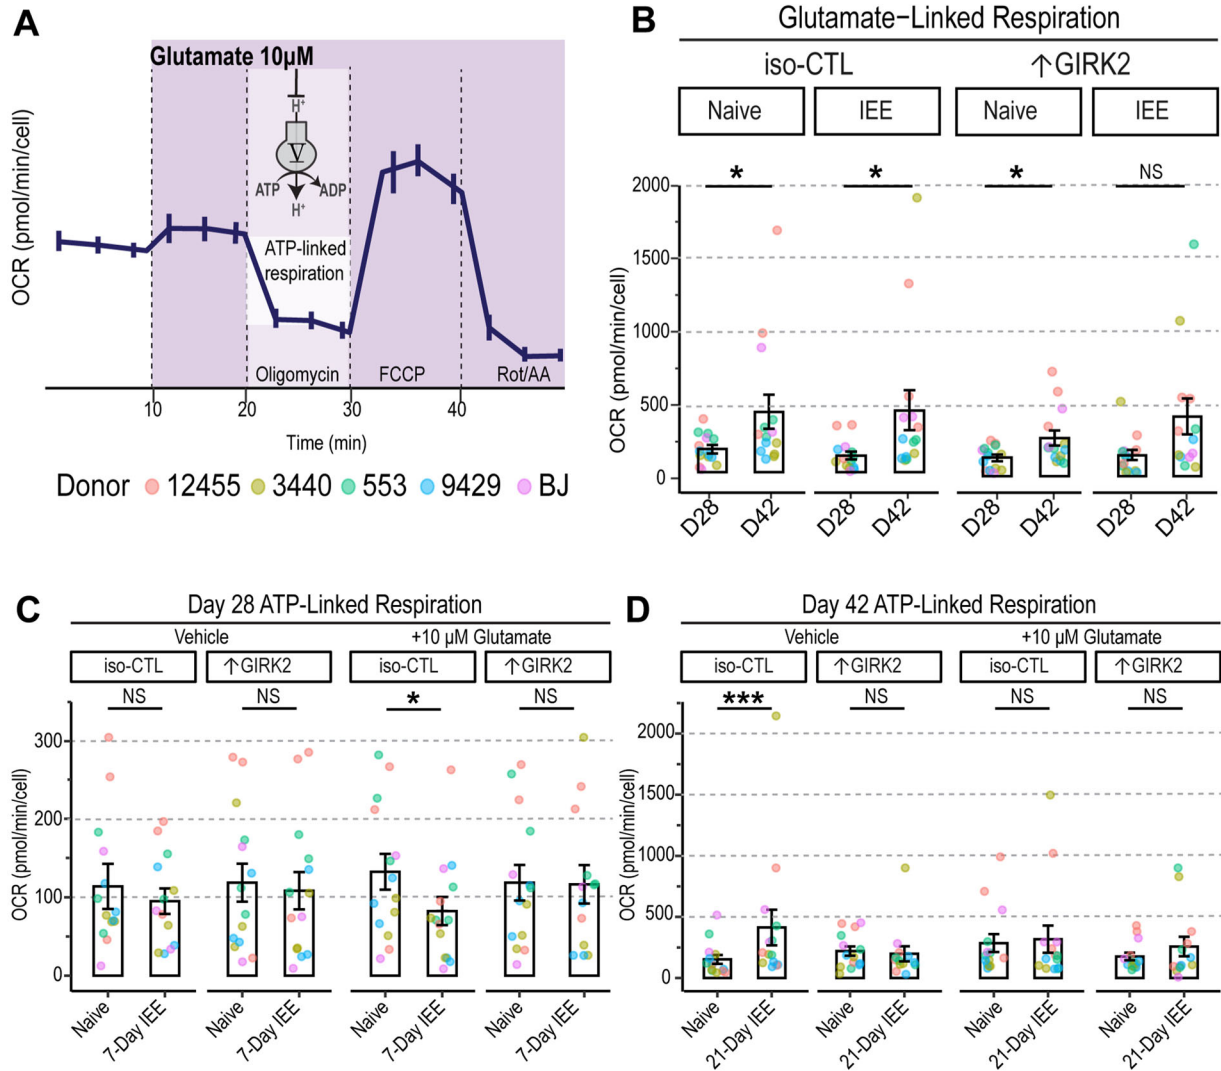 A
Glutamate 10μM
H⁺
V
ATP
ADP
H⁺
ATP-linked
respiration
Oligomycin
FCCP
Rot/AA
OCR (pmol/min/cell)
10
20
30
40
Time (min)
Donor 12455 3440 553 9429 BJ
B
Glutamate−Linked Respiration
iso-CTL
↑GIRK2
Naive
IEE
Naive
IEE
*
*
*
NS
OCR (pmol/min/cell)
2000
1500
1000
500
0
D28
D42
D28
D42
D28
D42
D28
D42
C
Day 28 ATP-Linked Respiration
Vehicle
+10 μM Glutamate
iso-CTL
↑GIRK2
iso-CTL
↑GIRK2
NS
NS
*
NS
OCR (pmol/min/cell)
300
200
100
0
Naive
7-Day IEE
Naive
7-Day IEE
Naive
7-Day IEE
Naive
7-Day IEE
D
Day 42 ATP-Linked Respiration
Vehicle
+10 μM Glutamate
iso-CTL
↑GIRK2
iso-CTL
↑GIRK2
***
NS
NS
NS
OCR (pmol/min/cell)
2000
1500
1000
500
0
Naive
21-Day IEE
Naive
21-Day IEE
Naive
21-Day IEE
Naive
21-Day IEE